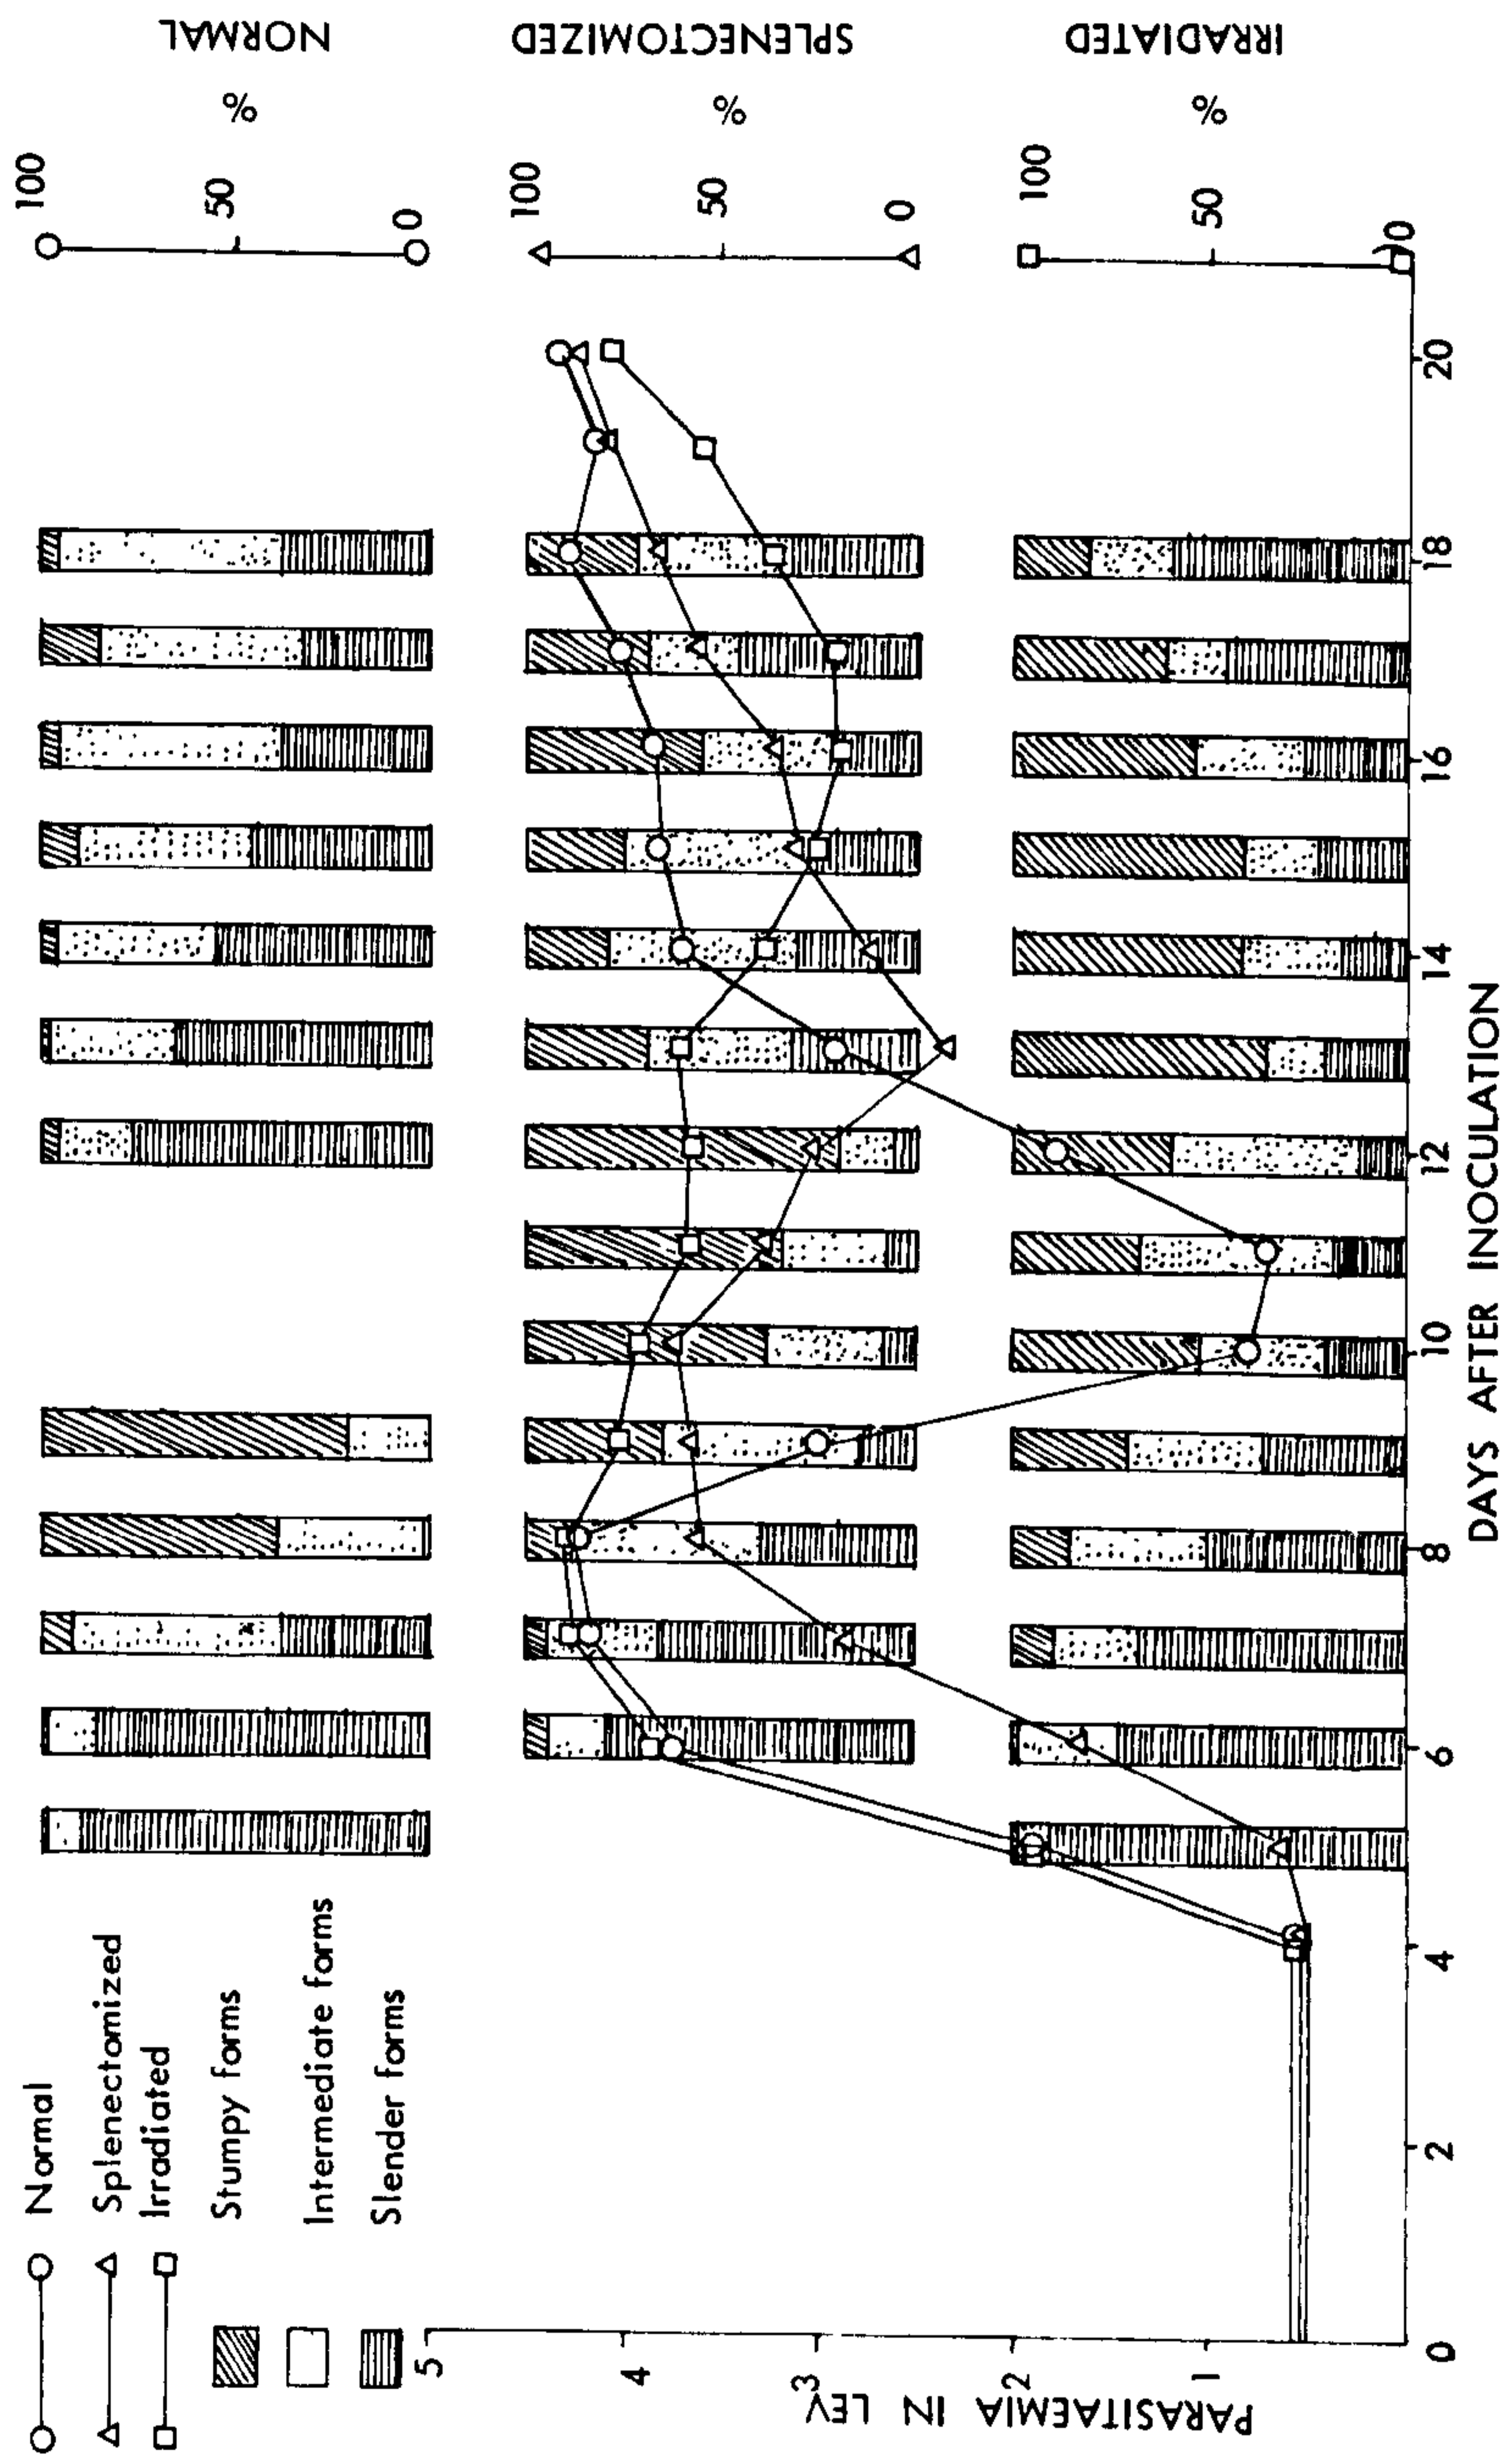 Normal
Splenectomized
Irradiated
Stumpy forms
Intermediate forms
Slender forms
NORMAL
%
100
50
0
SPLENECTOMIZED
%
100
50
0
IRRADIATED
%
100
50
0
PARASITAEMIA IN LEV
5
4
3
2
1
0
2
4
6
8
10
12
14
16
18
20
DAYS AFTER INOCULATION